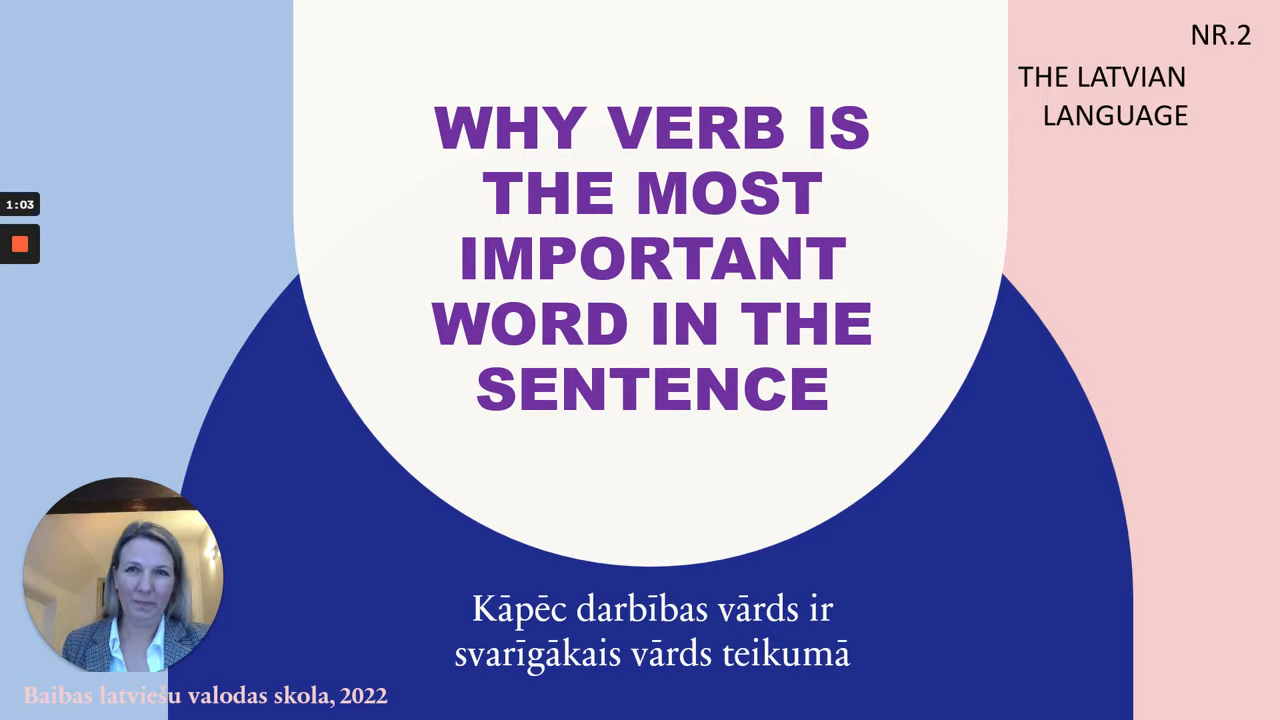 NR.2
THE LATVIAN
LANGUAGE
WHY VERB IS
THE MOST
IMPORTANT
WORD IN THE
SENTENCE
1:03
Kāpēc darbības vārds ir
svarīgākais vārds teikumā
Baibas latviešu valodas skola, 2022